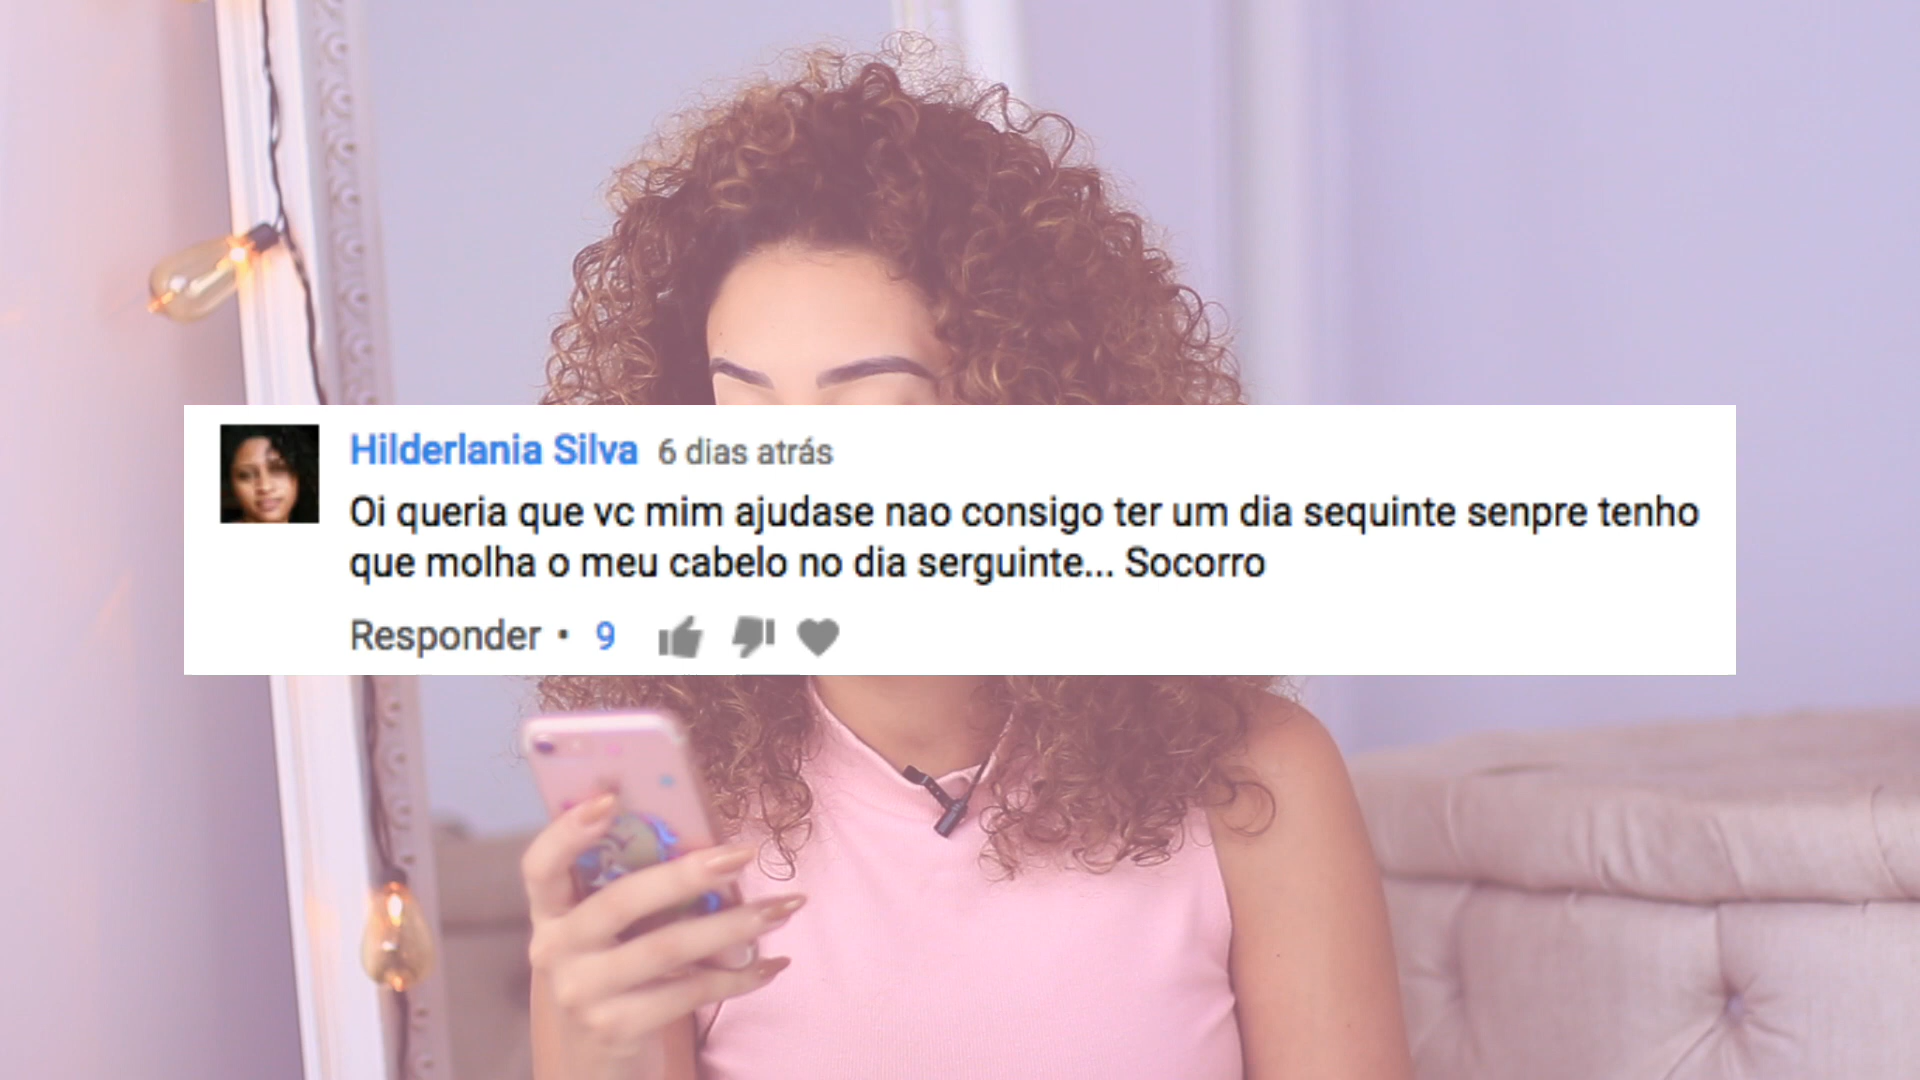 Hilderlania Silva 6 dias atrás
Oi queria que vc mim ajudase nao consigo ter um dia sequinte senpre tenho
que molha o meu cabelo no dia serguinte... Socorro
Responder • 9